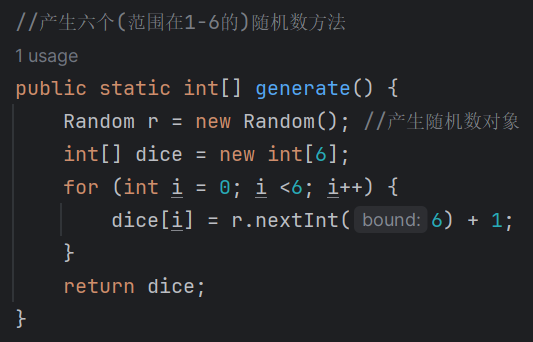 //产生六个(范围在1-6的)随机数方法
1 usage
public static int[] generate() {
    Random r = new Random(); //产生随机数对象
    int[] dice = new int[6];
    for (int i = 0; i <6; i++) {
        dice[i] = r.nextInt( bound: 6) + 1;
    }
    return dice;
}